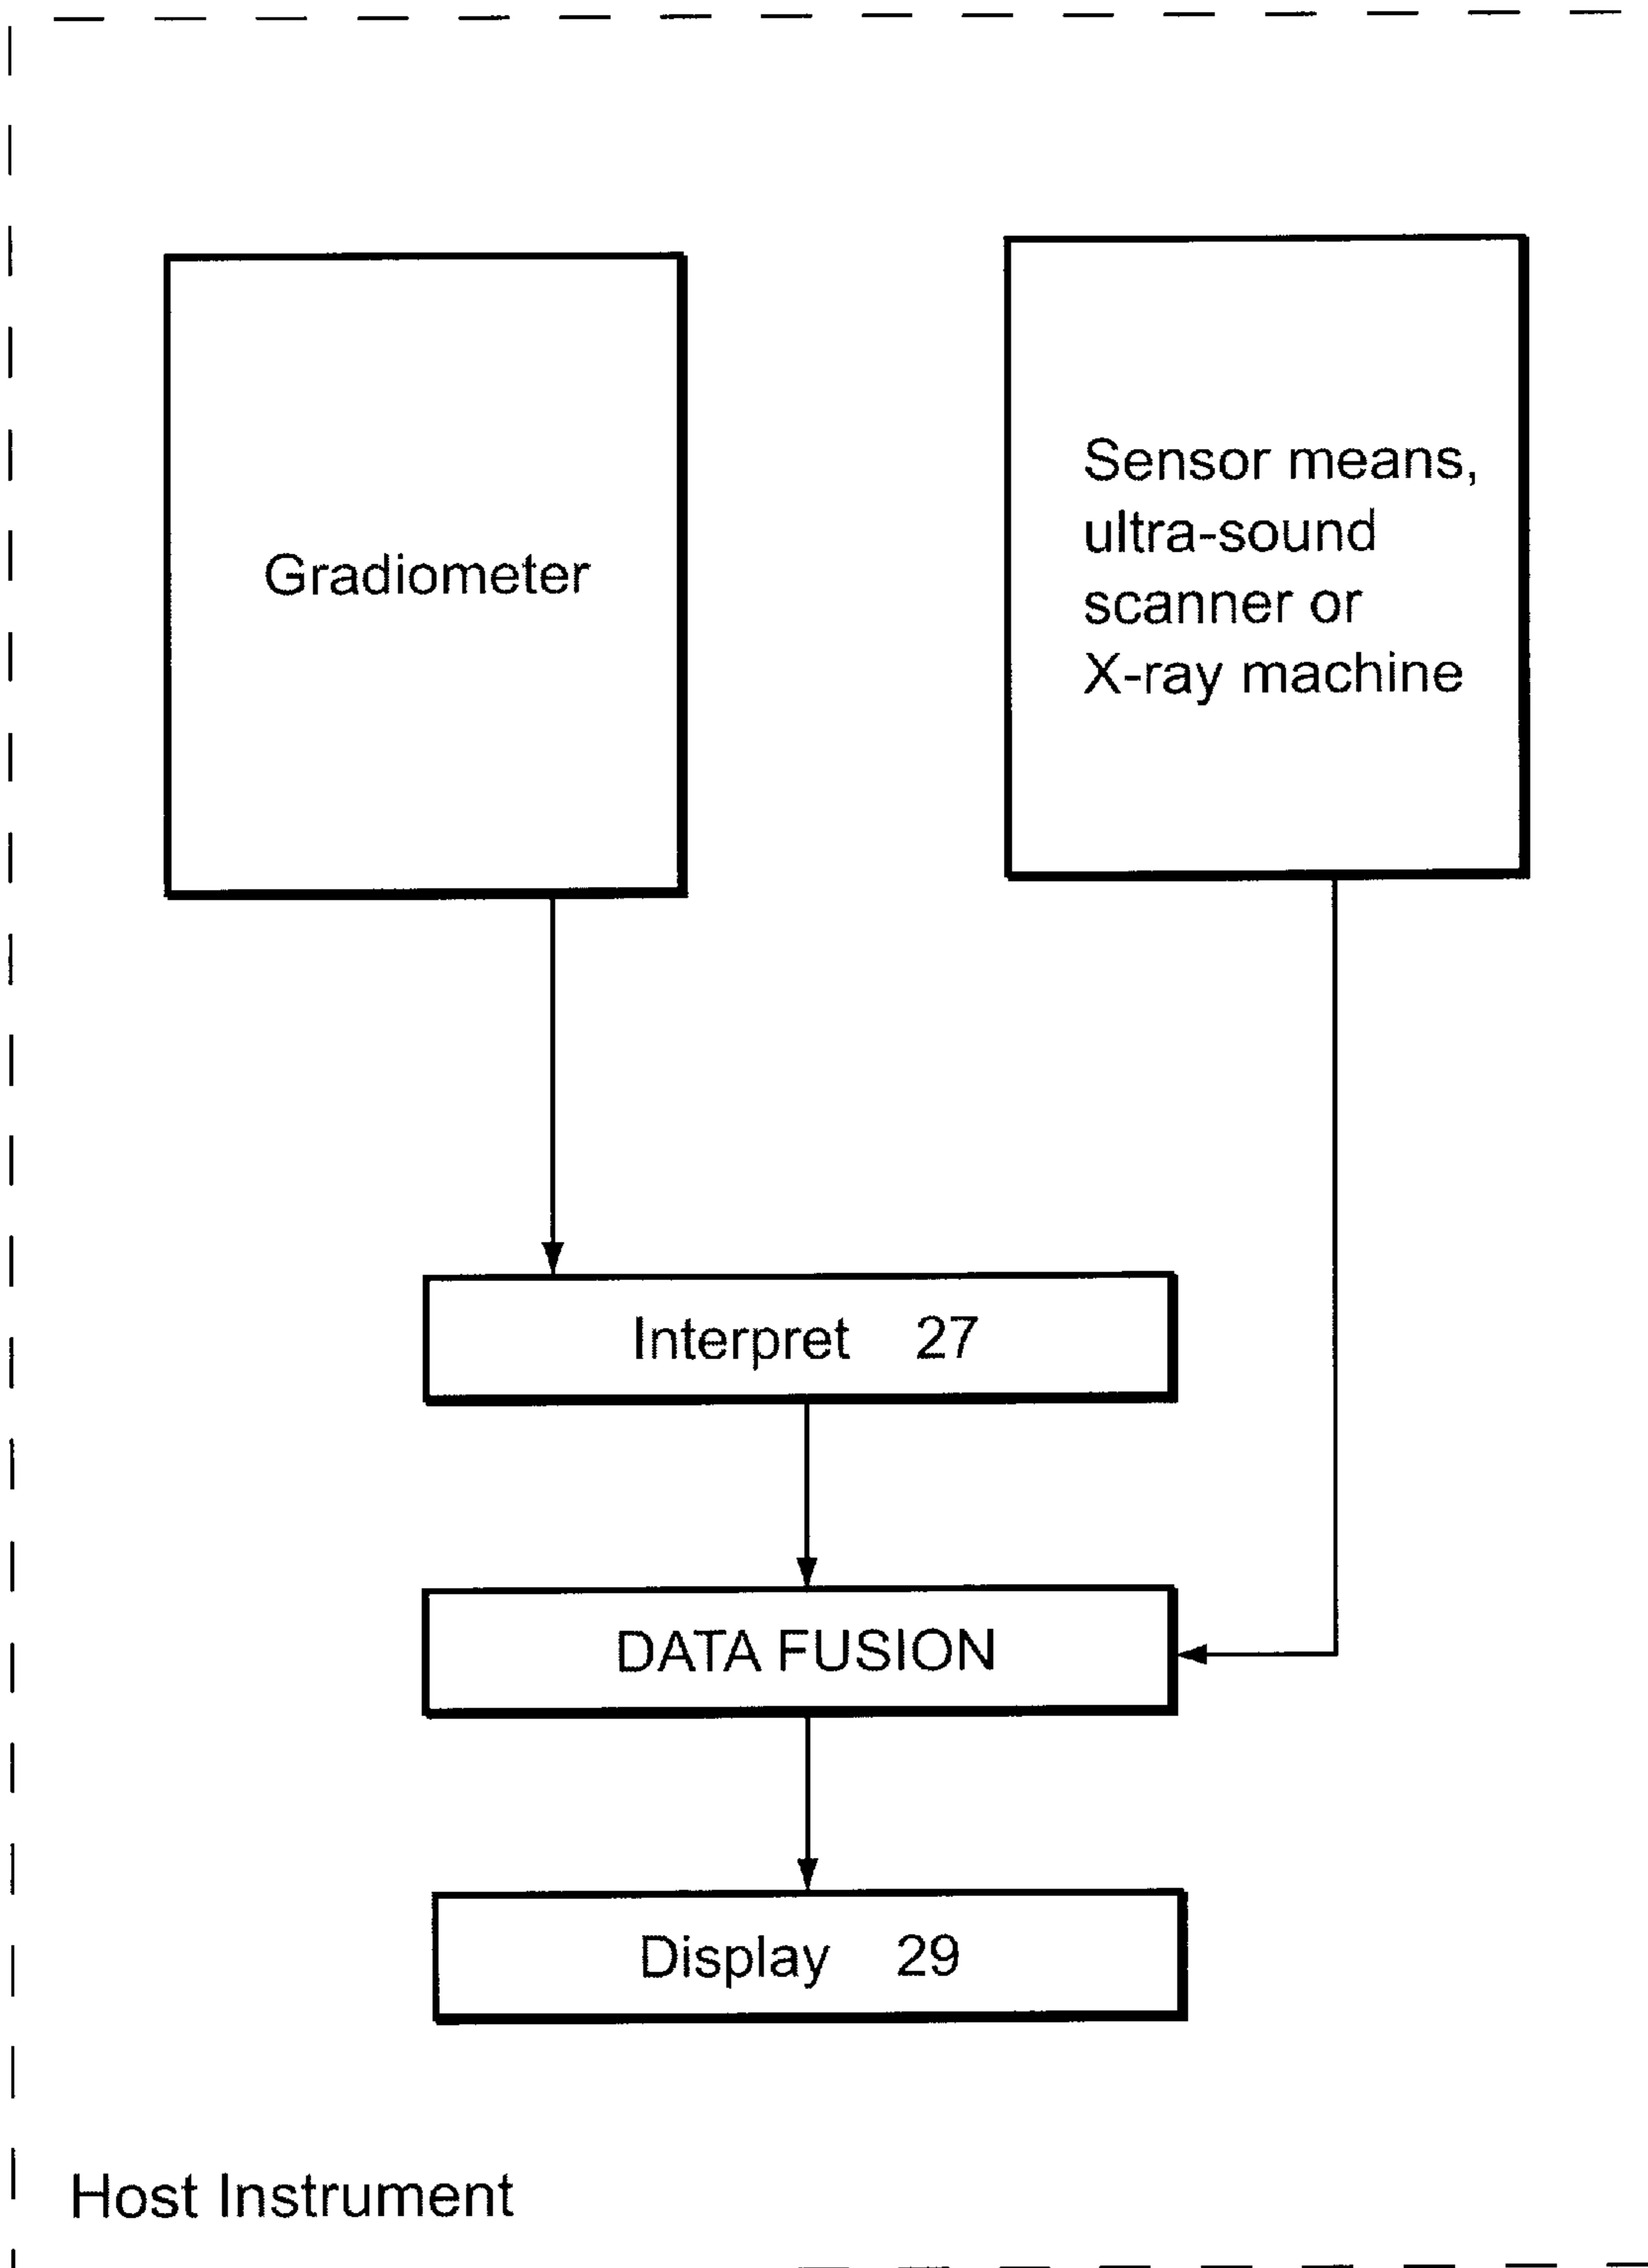 Gradiometer
Sensor means,
ultra-sound
scanner or
X-ray machine
Interpret 27
DATA FUSION
Display 29
Host Instrument